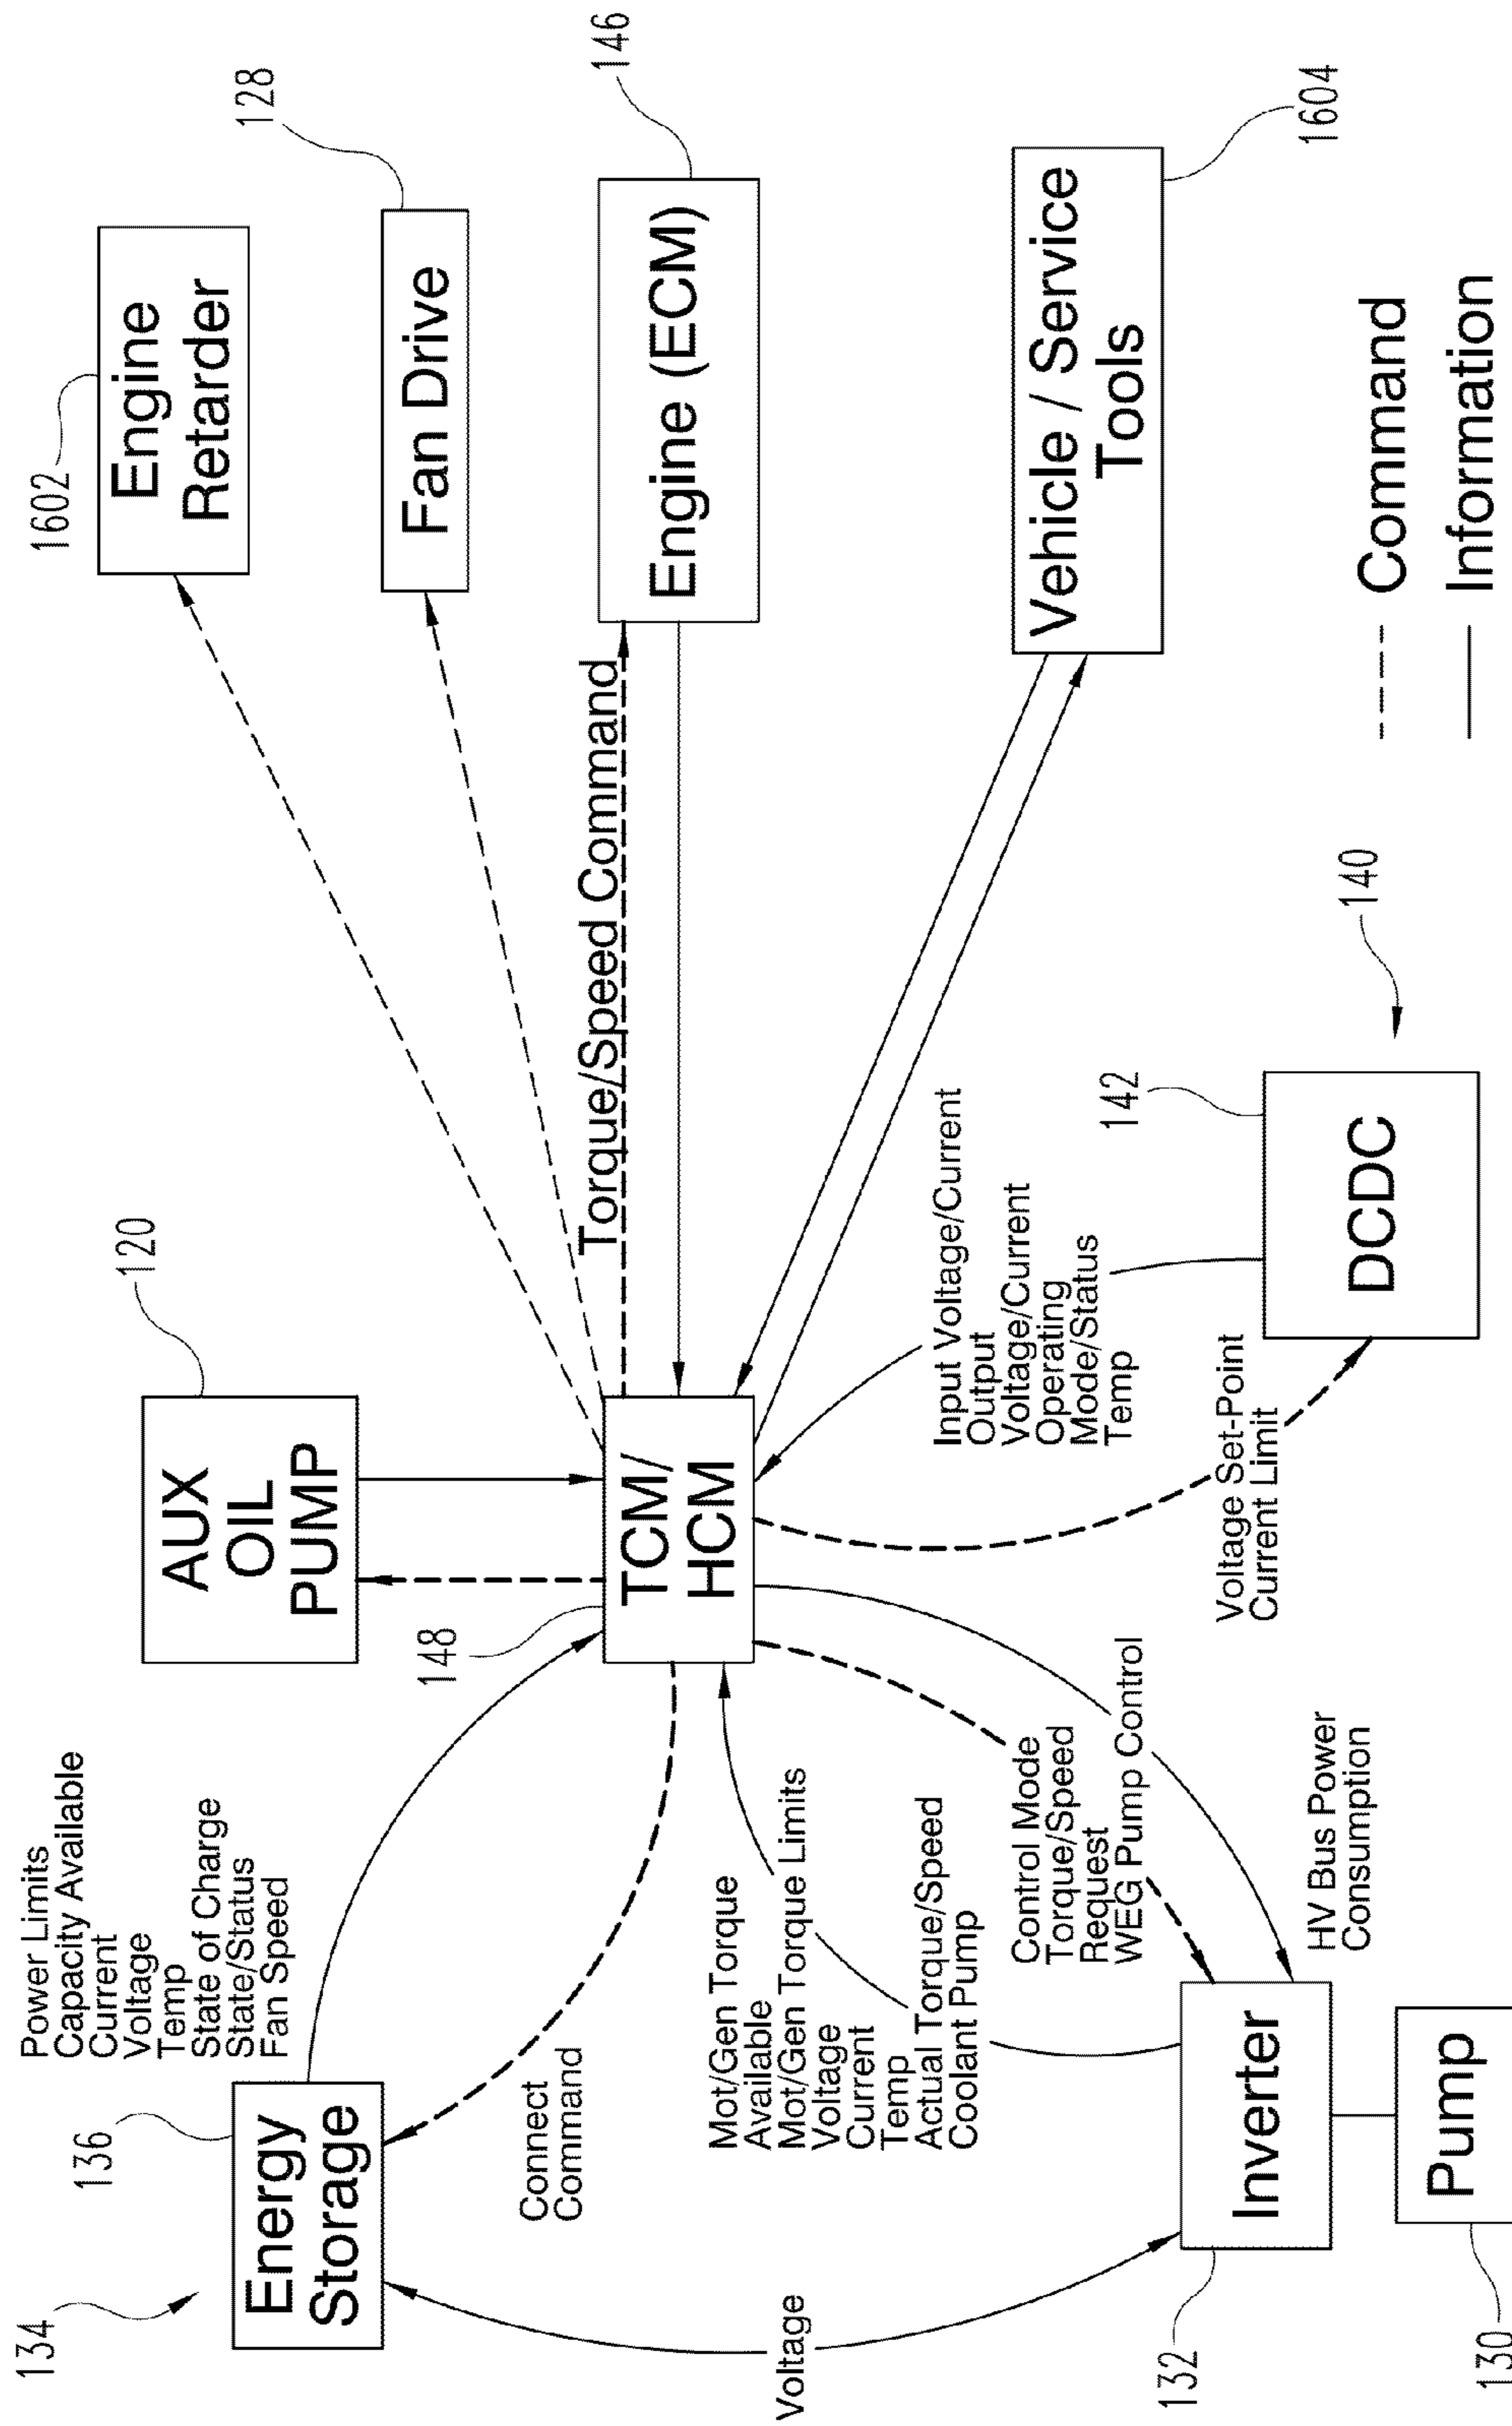 134
136
Energy
Storage
Power Limits
Capacity Available
Current
Voltage
Temp
State of Charge
State/Status
Fan Speed
Connect
Command
Voltage
132
Inverter
130
Pump
Mot/Gen Torque
Available
Mot/Gen Torque Limits
Voltage
Current
Temp
Actual Torque/Speed
Coolant Pump
Control Mode
Torque/Speed
Request
WEG Pump Control
HV Bus Power
Consumption
120
AUX
OIL
PUMP
148
TCM/
HCM
Input Voltage/Current
Output
Voltage/Current
Operating
Mode/Status
Temp
Voltage Set-Point
Current Limit
142
DCDC
140
Torque/Speed Command
1602
Engine
Retarder
128
Fan Drive
146
Engine (ECM)
1604
Vehicle / Service
Tools
Command
Information